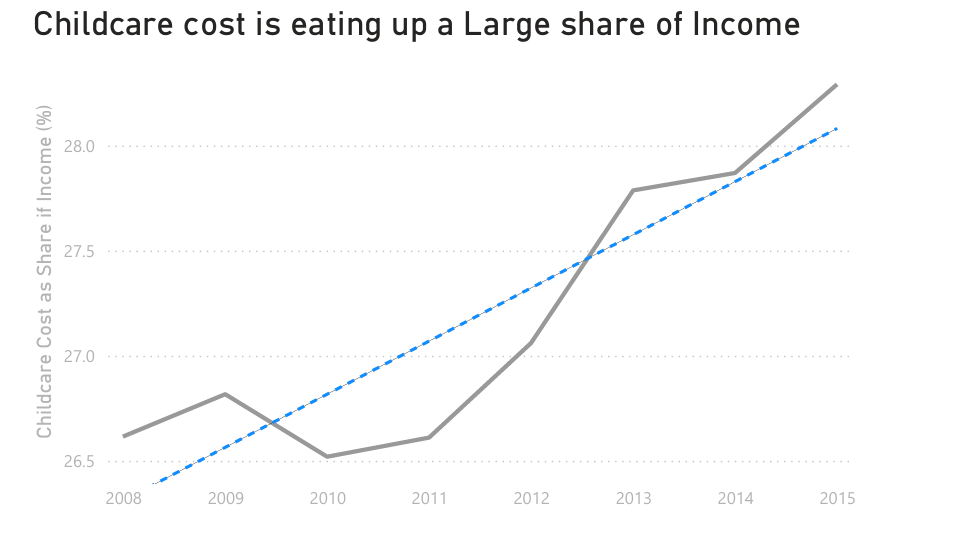 Childcare cost is eating up a Large share of Income
Childcare Cost as Share if Income (%)
28.0
27.5
27.0
26.5
2008 2009 2010 2011 2012 2013 2014 2015